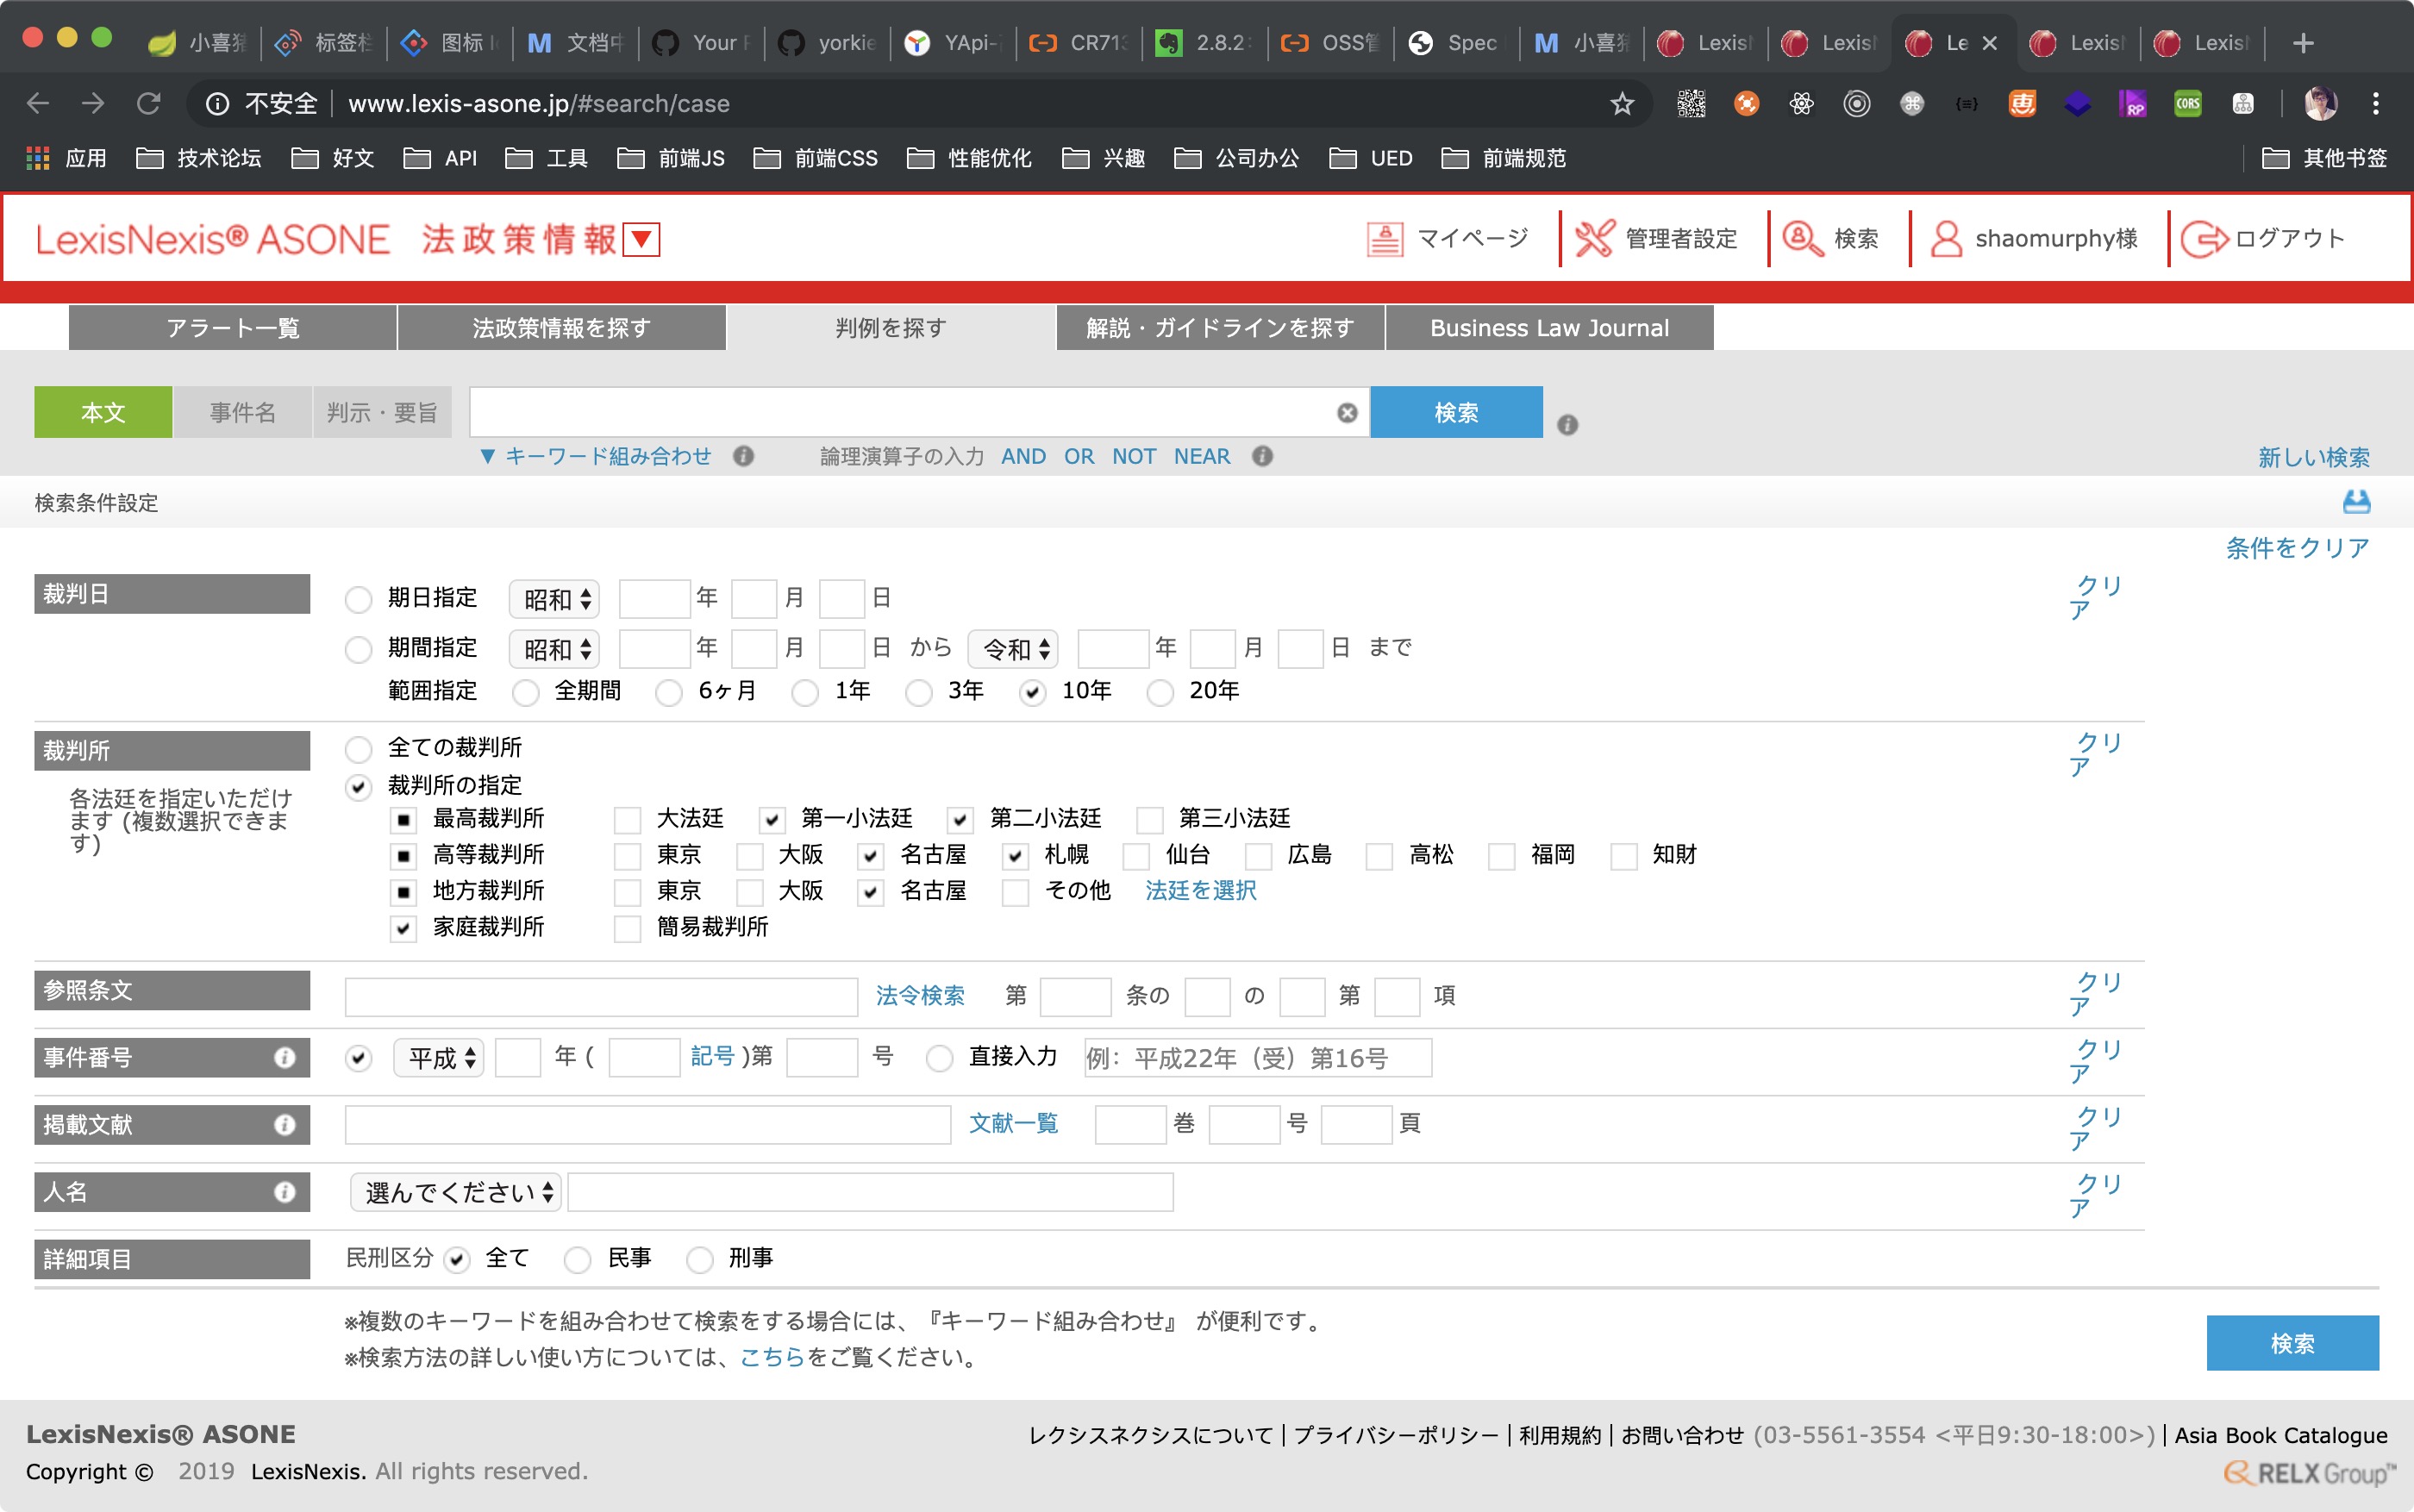 小喜 标签栏 图标 文档中 Your yorkie YApi- CR713 2.8.2 OSS管 Spec 小喜 Lexis Lexis Le Lexis Lexis
不安全 www.lexis-asone.jp/#search/case
应用 技术论坛 好文 API 工具 前端JS 前端CSS 性能优化 兴趣 公司办公 UED 前端规范 其他书签
LexisNexis® ASONE 法政策情報 マイページ 管理者設定 検索 shaomurphy様 ログアウト
アラート一覧 法政策情報を探す 判例を探す 解説・ガイドラインを探す Business Law Journal
本文 事件名 判示・要旨 検索
▼ キーワード組み合わせ 論理演算子の入力 AND OR NOT NEAR 新しい検索
検索条件設定
条件をクリア
裁判日 期日指定 昭和 年 月 日 クリア
期間指定 昭和 年 月 日 から 令和 年 月 日 まで
範囲指定 全期間 6ヶ月 1年 3年 10年 20年
裁判所 全ての裁判所 クリア
裁判所の指定
各法廷を指定いただけ
ます (複数選択できま
す)
最高裁判所 大法廷 第一小法廷 第二小法廷 第三小法廷
高等裁判所 東京 大阪 名古屋 札幌 仙台 広島 高松 福岡 知財
地方裁判所 東京 大阪 名古屋 その他 法廷を選択
家庭裁判所 簡易裁判所
参照条文 法令検索 第 条の の 第 項 クリア
事件番号 平成 年 ( 記号 )第 号 直接入力 例：平成22年（受）第16号 クリア
掲載文献 文献一覧 巻 号 頁 クリア
人名 選んでください クリア
詳細項目 民刑区分 全て 民事 刑事
※複数のキーワードを組み合わせて検索をする場合には、『キーワード組み合わせ』 が便利です。
※検索方法の詳しい使い方については、こちらをご覧ください。
検索
LexisNexis® ASONE レクシスネクシスについて | プライバシーポリシー | 利用規約 | お問い合わせ (03-5561-3554 <平日9:30-18:00>) | Asia Book Catalogue
Copyright © 2019 LexisNexis. All rights reserved. RELX Group™